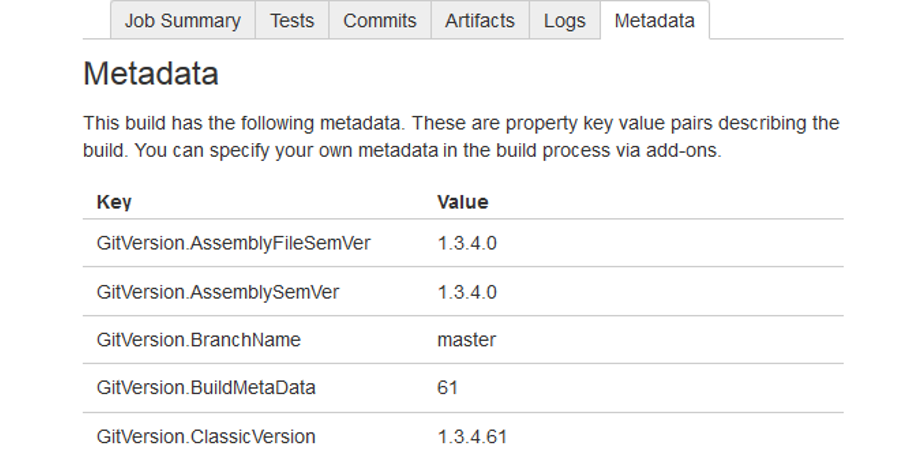 Job Summary Tests Commits Artifacts Logs Metadata
Metadata
This build has the following metadata. These are property key value pairs describing the
build. You can specify your own metadata in the build process via add-ons.
Key Value
GitVersion.AssemblyFileSemVer 1.3.4.0
GitVersion.AssemblySemVer 1.3.4.0
GitVersion.BranchName master
GitVersion.BuildMetaData 61
GitVersion.ClassicVersion 1.3.4.61